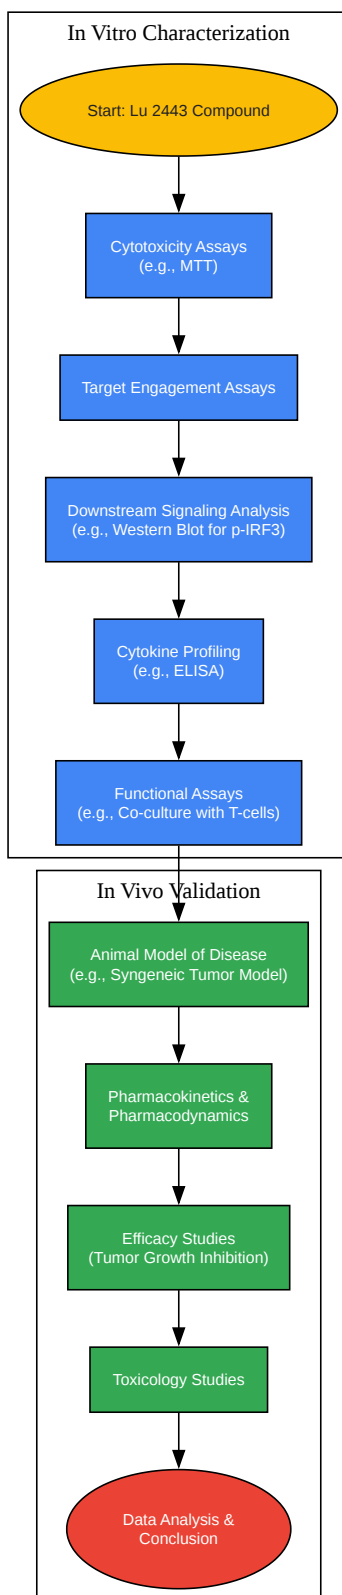 In Vitro Characterization
Start: Lu 2443 Compound
Cytotoxicity Assays
(e.g., MTT)
Target Engagement Assays
Downstream Signaling Analysis
(e.g., Western Blot for p-IRF3)
Cytokine Profiling
(e.g., ELISA)
Functional Assays
(e.g., Co-culture with T-cells)
In Vivo Validation
Animal Model of Disease
(e.g., Syngeneic Tumor Model)
Pharmacokinetics &
Pharmacodynamics
Efficacy Studies
(Tumor Growth Inhibition)
Toxicology Studies
Data Analysis &
Conclusion